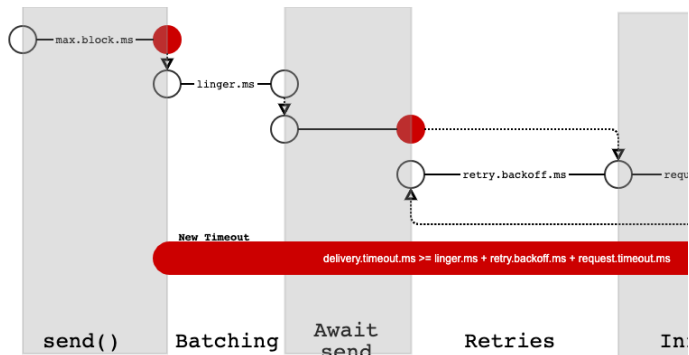 max.block.ms
linger.ms
retry.backoff.ms
New Timeout
delivery.timeout.ms >= linger.ms + retry.backoff.ms + request.timeout.ms
send()
Batching
Await
send
Retries